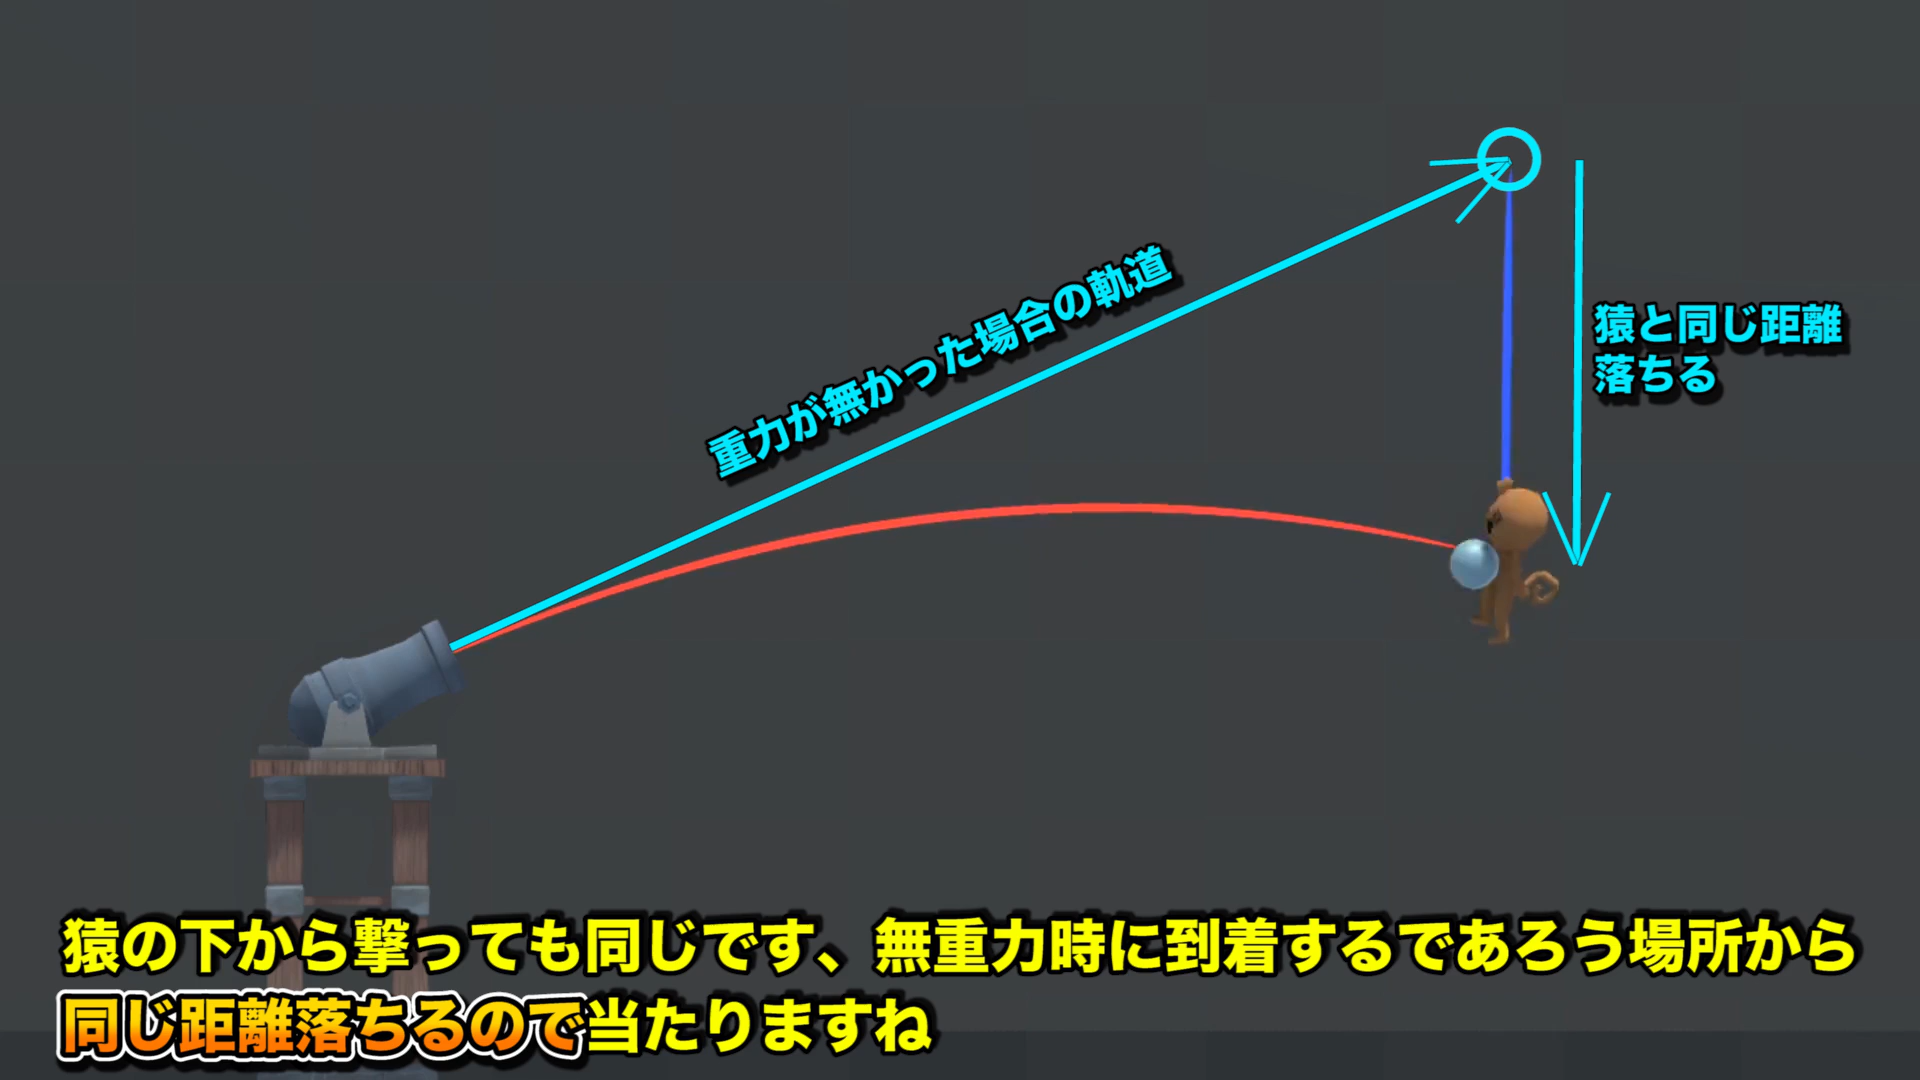 重力が無かった場合の軌道
猿と同じ距離
落ちる
猿の下から撃っても同じです、無重力時に到着するであろう場所から
同じ距離落ちるので当たりますね